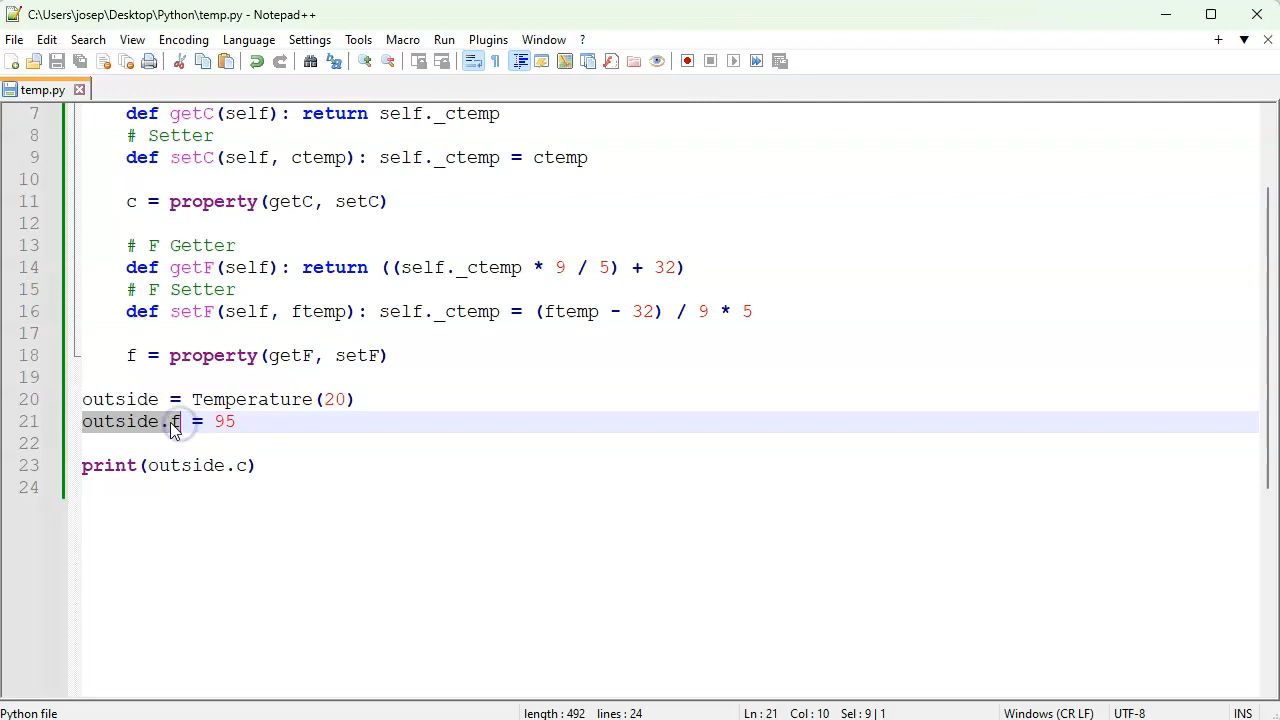 C:\Users\josep\Desktop\Python\temp.py - Notepad++
File Edit Search View Encoding Language Settings Tools Macro Run Plugins Window ?
temp.py
7 def getC(self): return self._ctemp
8 # Setter
9 def setC(self, ctemp): self._ctemp = ctemp
10
11 c = property(getC, setC)
12
13 # F Getter
14 def getF(self): return ((self._ctemp * 9 / 5) + 32)
15 # F Setter
16 def setF(self, ftemp): self._ctemp = (ftemp - 32) / 9 * 5
17
18 f = property(getF, setF)
19
20 outside = Temperature(20)
21 outside.f = 95
22
23 print(outside.c)
24
Python file length : 492 lines : 24 Ln : 21 Col : 10 Sel : 9 | 1 Windows (CR LF) UTF-8 INS